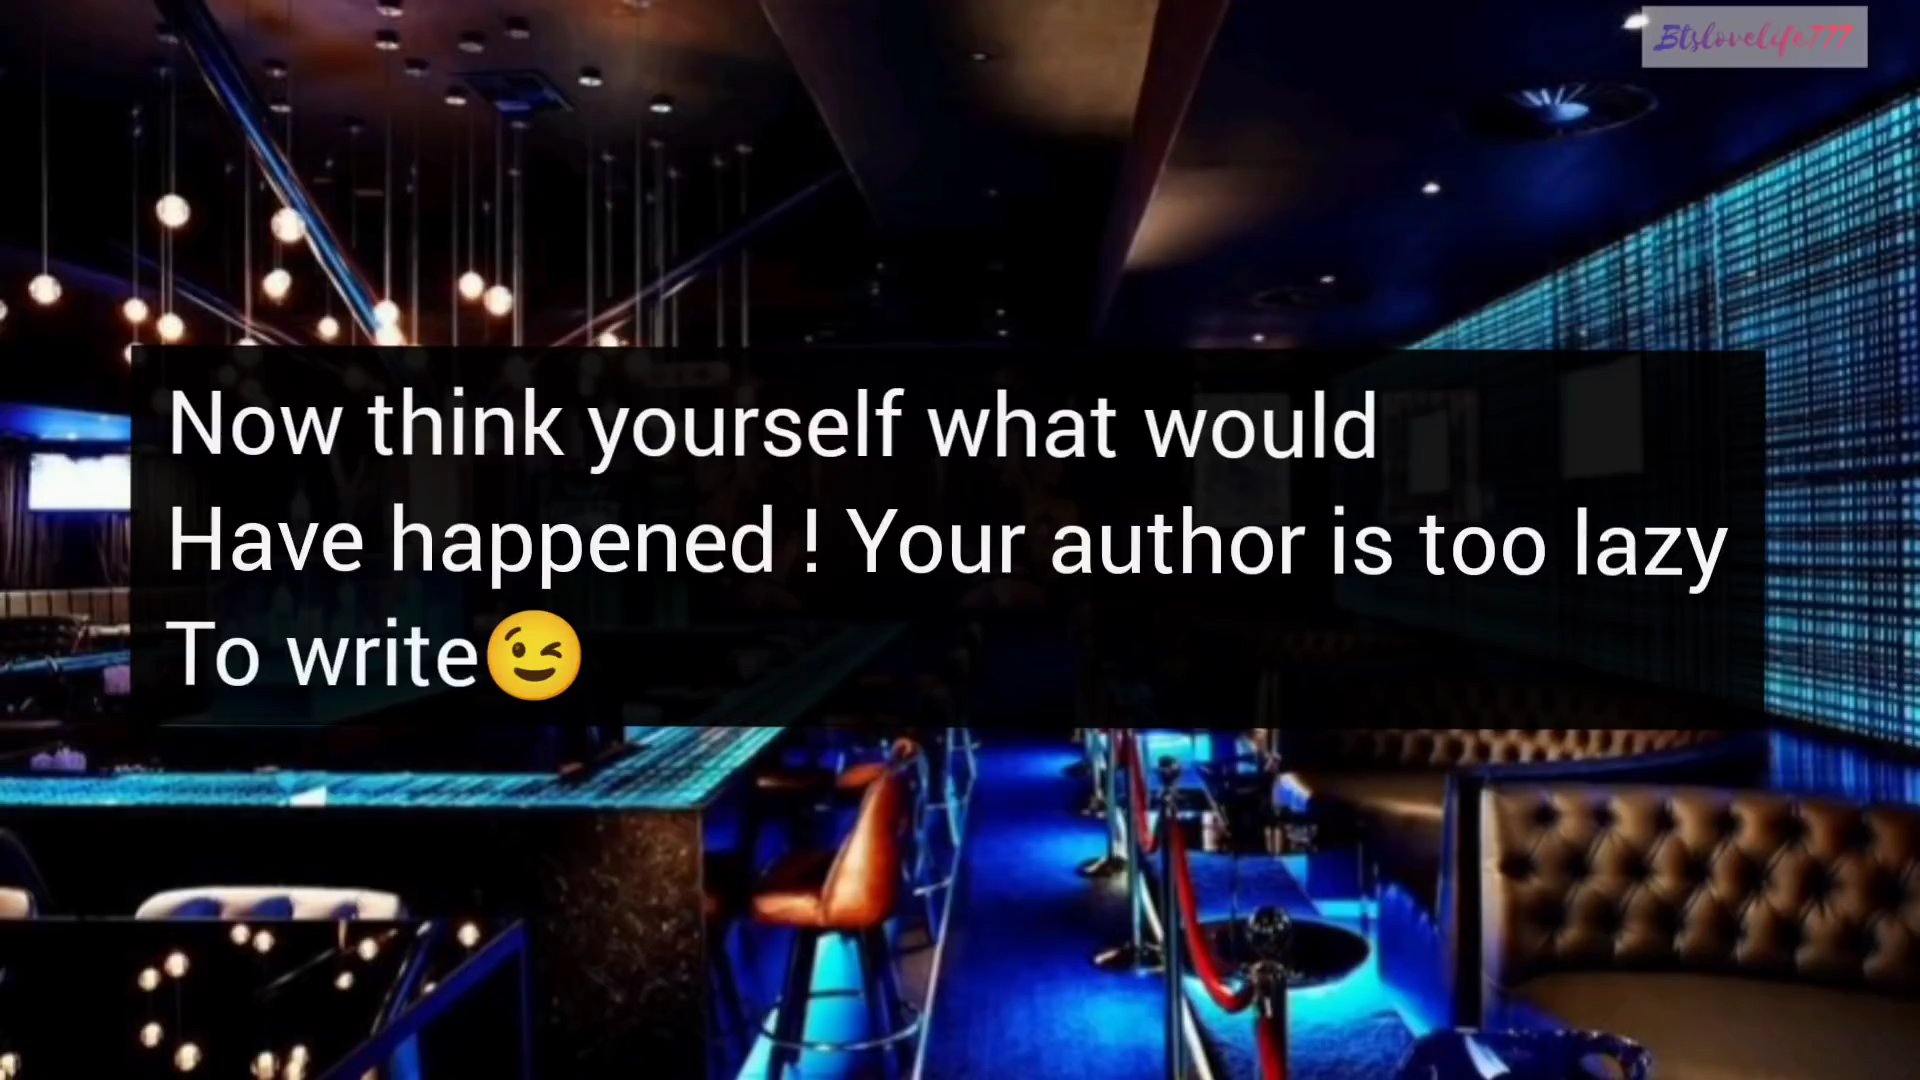 Btslovelife777
Now think yourself what would
Have happened ! Your author is too lazy
To write😉